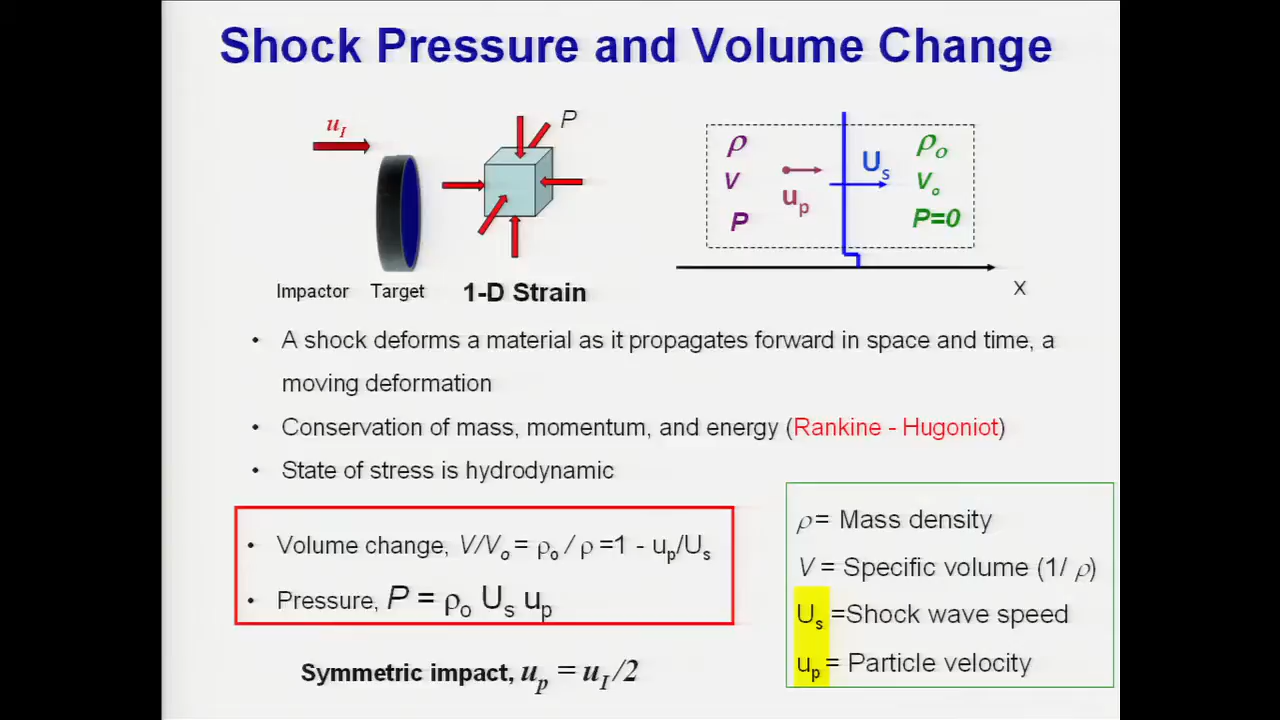 Shock Pressure and Volume Change
u_I
P
Impactor Target 1-D Strain
ρ
V
P
u_p
U_s
ρ_o
V_o
P=0
x
• A shock deforms a material as it propagates forward in space and time, a
moving deformation
• Conservation of mass, momentum, and energy (Rankine - Hugoniot)
• State of stress is hydrodynamic
• Volume change, V/V_o = ρ_o / ρ =1 - u_p/U_s
• Pressure, P = ρ_o U_s u_p
Symmetric impact, u_p = u_I /2
ρ = Mass density
V = Specific volume (1/ ρ)
U_s =Shock wave speed
u_p = Particle velocity